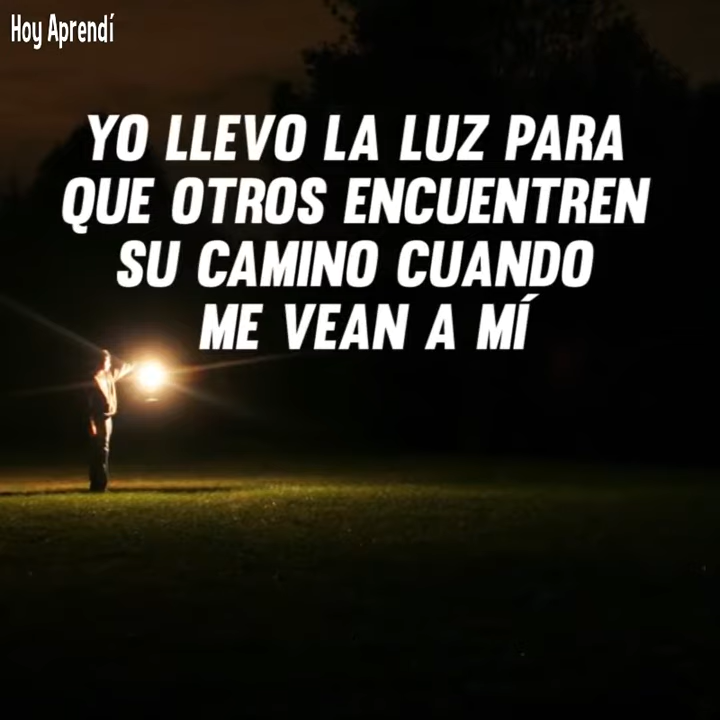 Hoy Aprendí
YO LLEVO LA LUZ PARA
QUE OTROS ENCUENTREN
SU CAMINO CUANDO
ME VEAN A MÍ